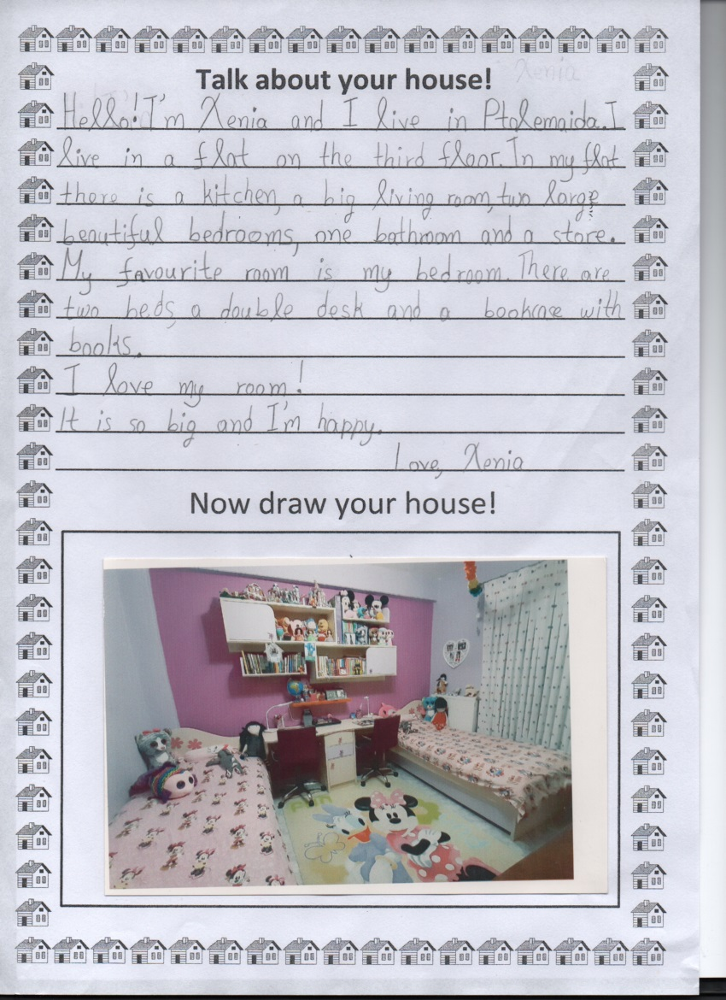 Xenia
Talk about your house!
Hello! I'm Xenia and I live in Ptolemaida. I
live in a flat on the third floor. In my flat
there is a kitchen, a big living room, two large
beautiful bedrooms, one bathroom and a store.
My favourite room is my bedroom. There are
two beds, a double desk and a bookcase with
books.
I love my room!
It is so big and I'm happy.
Love, Xenia
Now draw your house!